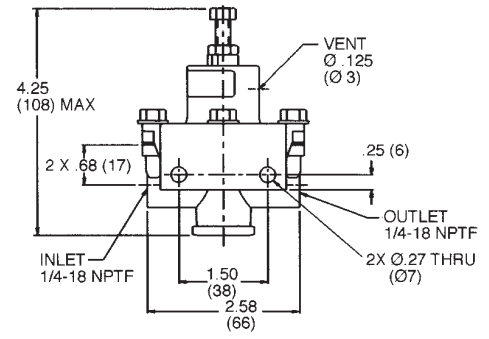 VENT
Ø .125
(Ø 3)
4.25
(108) MAX
2 X .68 (17)
.25 (6)
OUTLET
1/4-18 NPTF
INLET
1/4-18 NPTF
2X Ø.27 THRU
(Ø7)
1.50
(38)
2.58
(66)